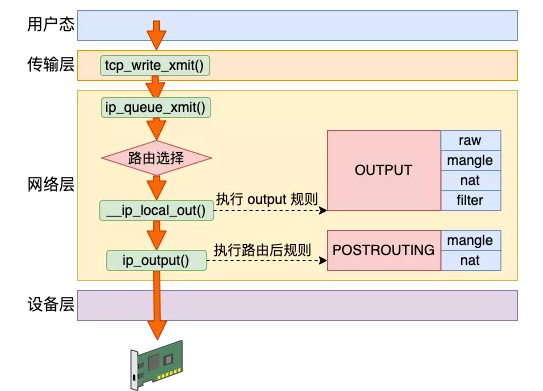 用户态
传输层
tcp_write_xmit()
ip_queue_xmit()
路由选择
网络层
__ip_local_out()
执行 output 规则
OUTPUT
raw
mangle
nat
filter
ip_output()
执行路由后规则
POSTROUTING
mangle
nat
设备层